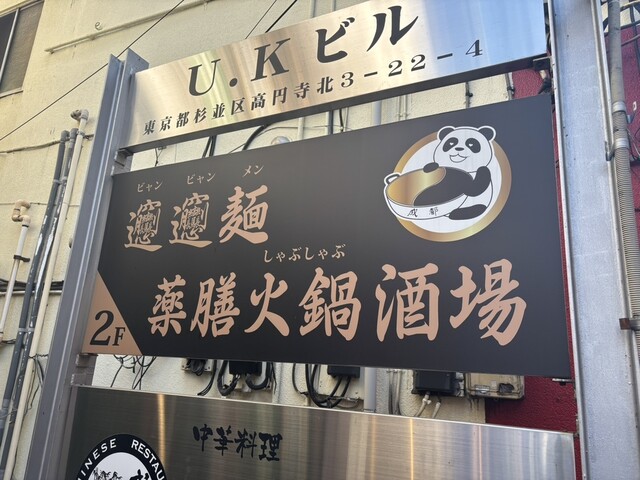 U.Kビル
東京都杉並区高円寺北3-22-4
ビャン ビャン メン
𰻞𰻞麺
成都
しゃぶしゃぶ
薬膳火鍋酒場
2F
中華料理
CHINESE RESTAU